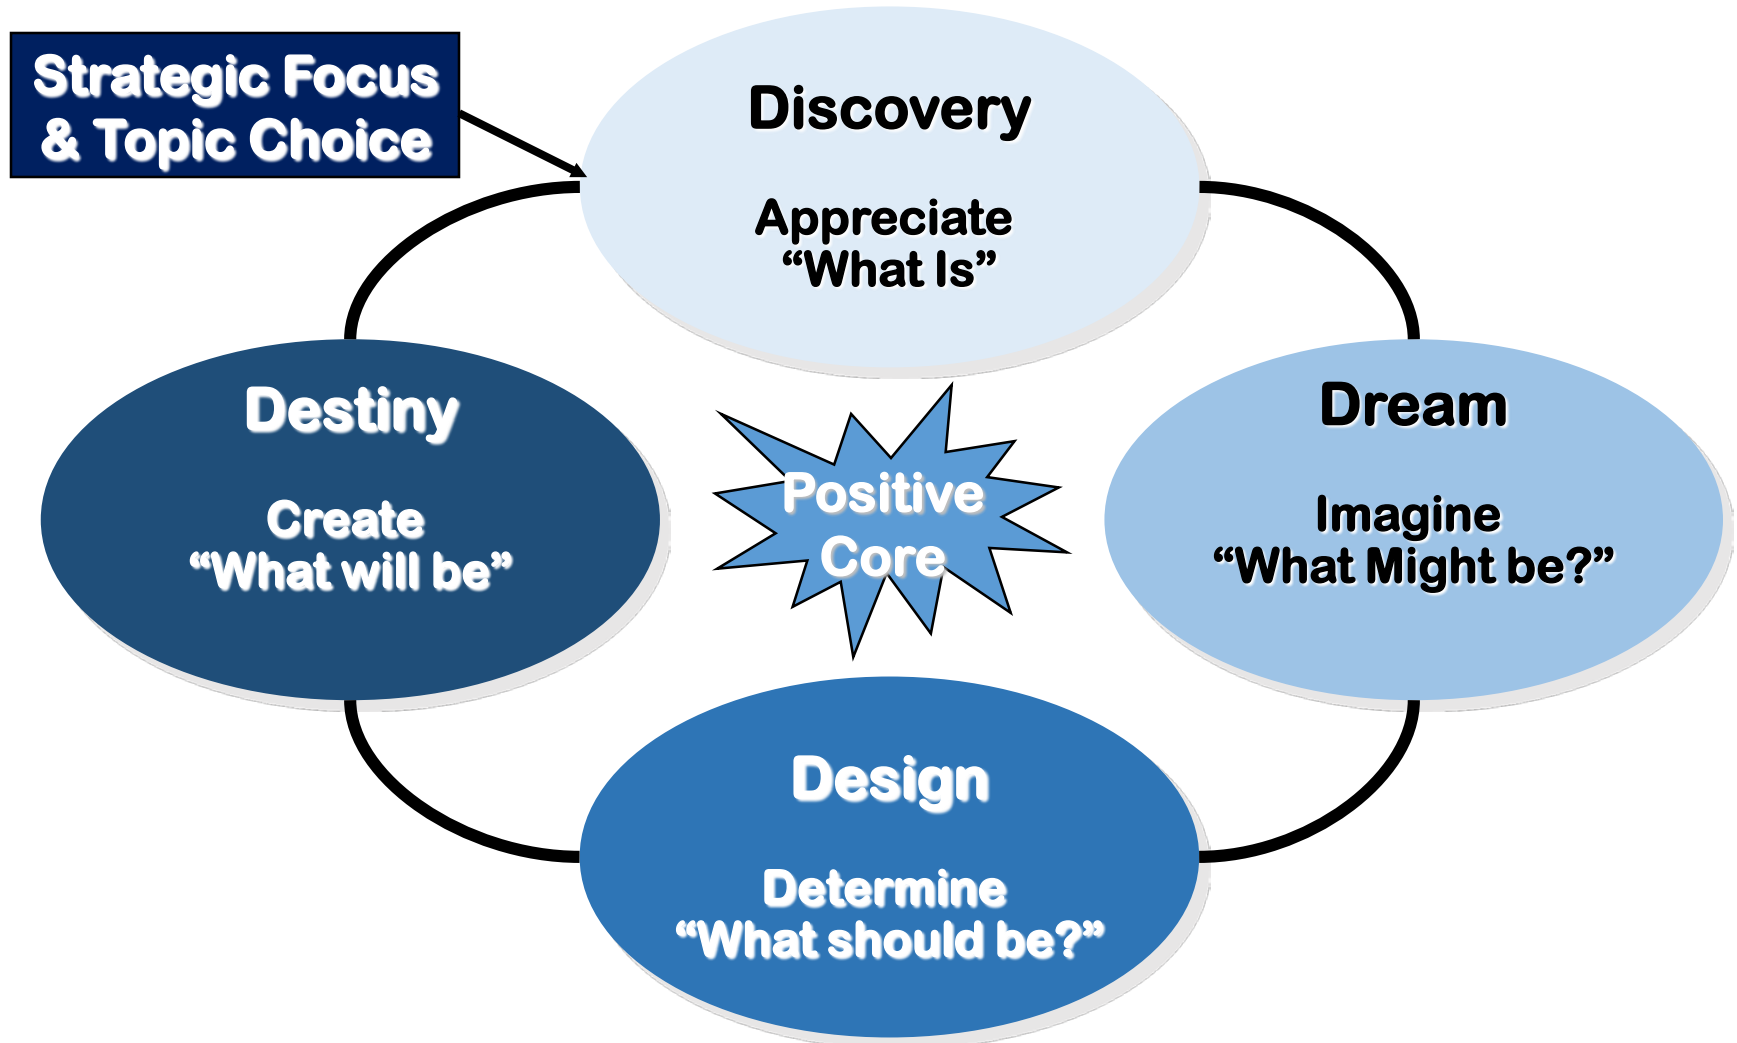 Strategic Focus
& Topic Choice
Discovery
Appreciate
“What Is”
Dream
Imagine
“What Might be?”
Design
Determine
“What should be?”
Destiny
Create
“What will be”
Positive
Core